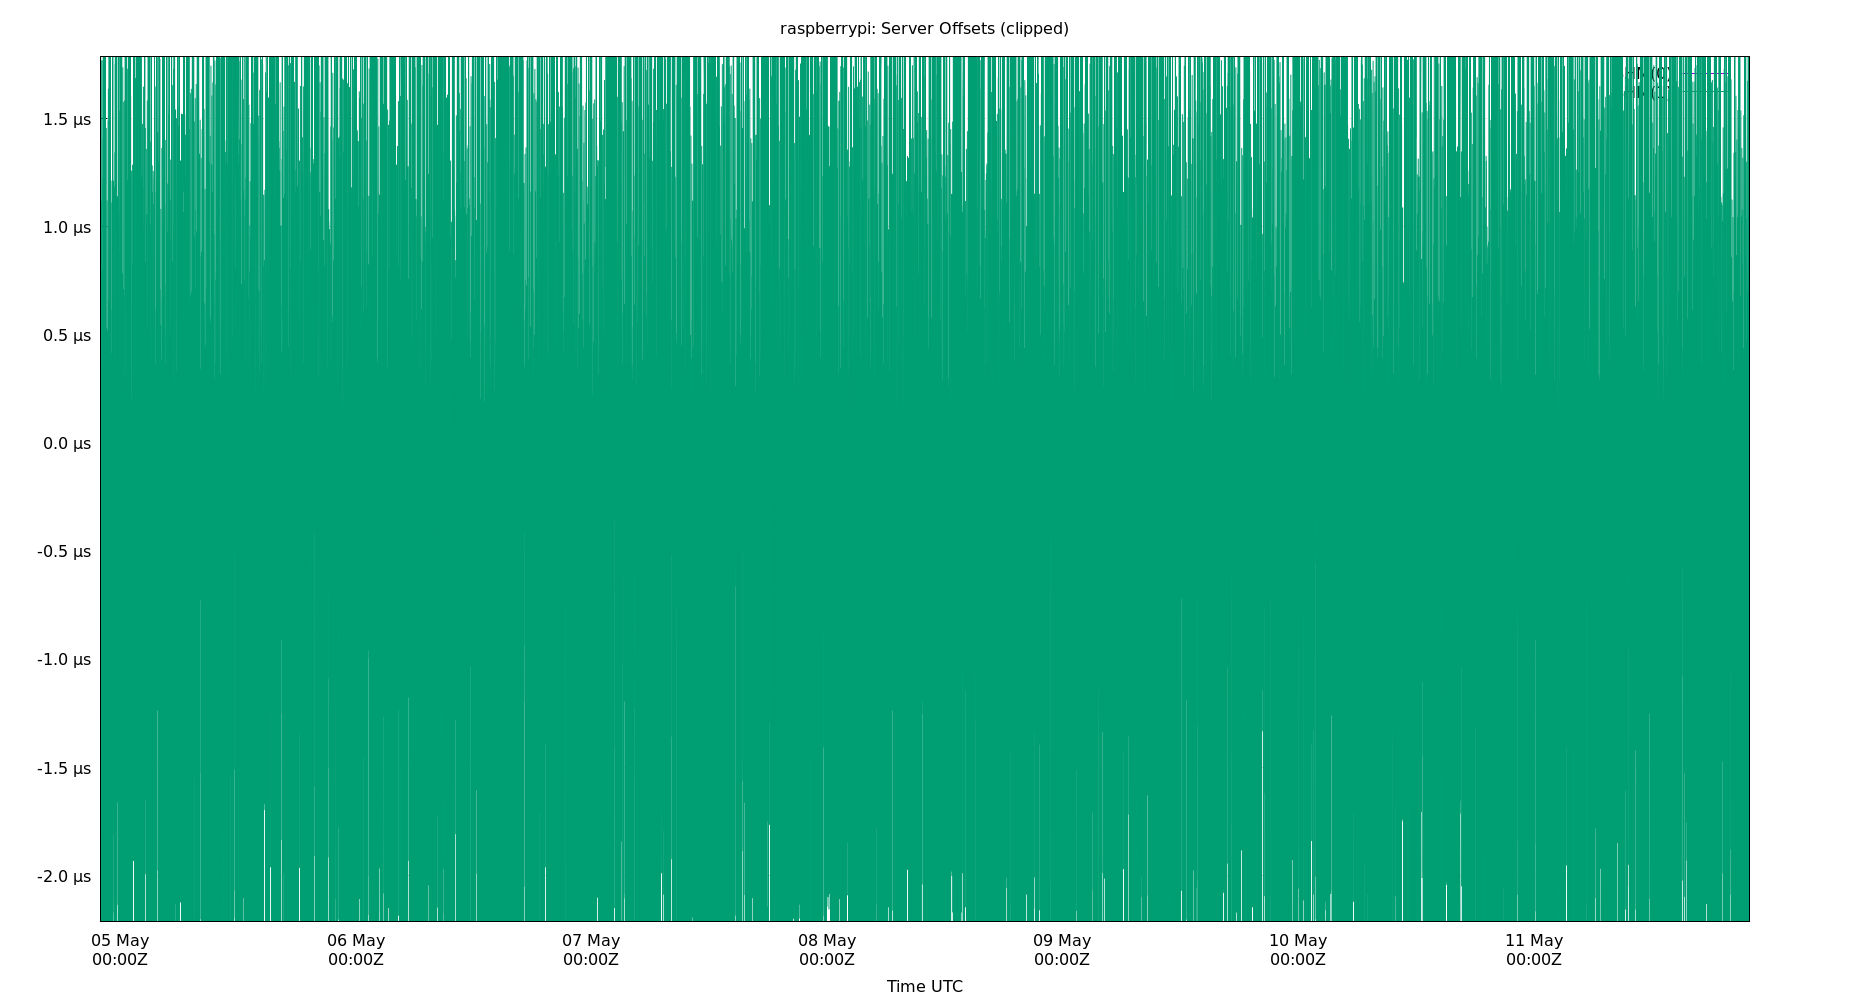 raspberrypi: Server Offsets (clipped)
1.5 µs
1.0 µs
0.5 µs
0.0 µs
-0.5 µs
-1.0 µs
-1.5 µs
-2.0 µs
05 May 06 May 07 May 08 May 09 May 10 May 11 May
00:00Z 00:00Z 00:00Z 00:00Z 00:00Z 00:00Z 00:00Z
Time UTC